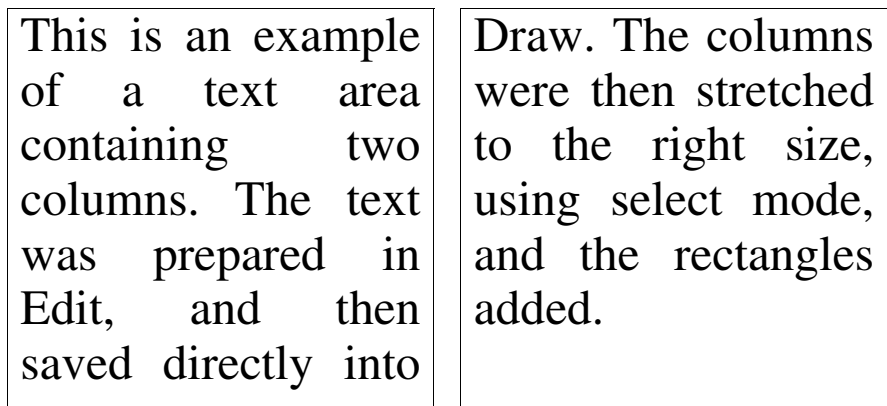 This is an example
of a text area
containing two
columns. The text
was prepared in
Edit, and then
saved directly into
Draw. The columns
were then stretched
to the right size,
using select mode,
and the rectangles
added.